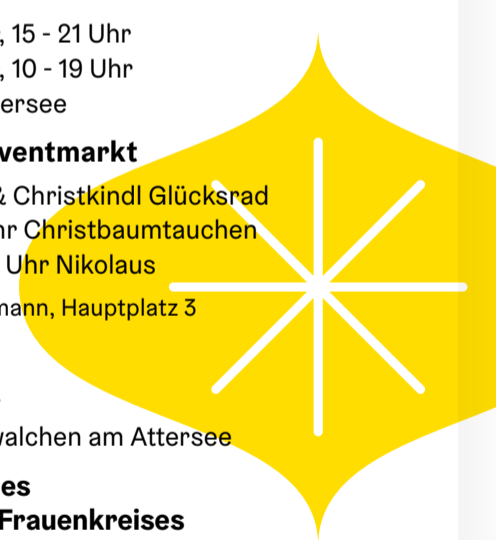 , 15 - 21 Uhr
, 10 - 19 Uhr
ersee
ventmarkt
& Christkindl Glücksrad
hr Christbaumtauchen
Uhr Nikolaus
mann, Hauptplatz 3
walchen am Attersee
es
Frauenkreises